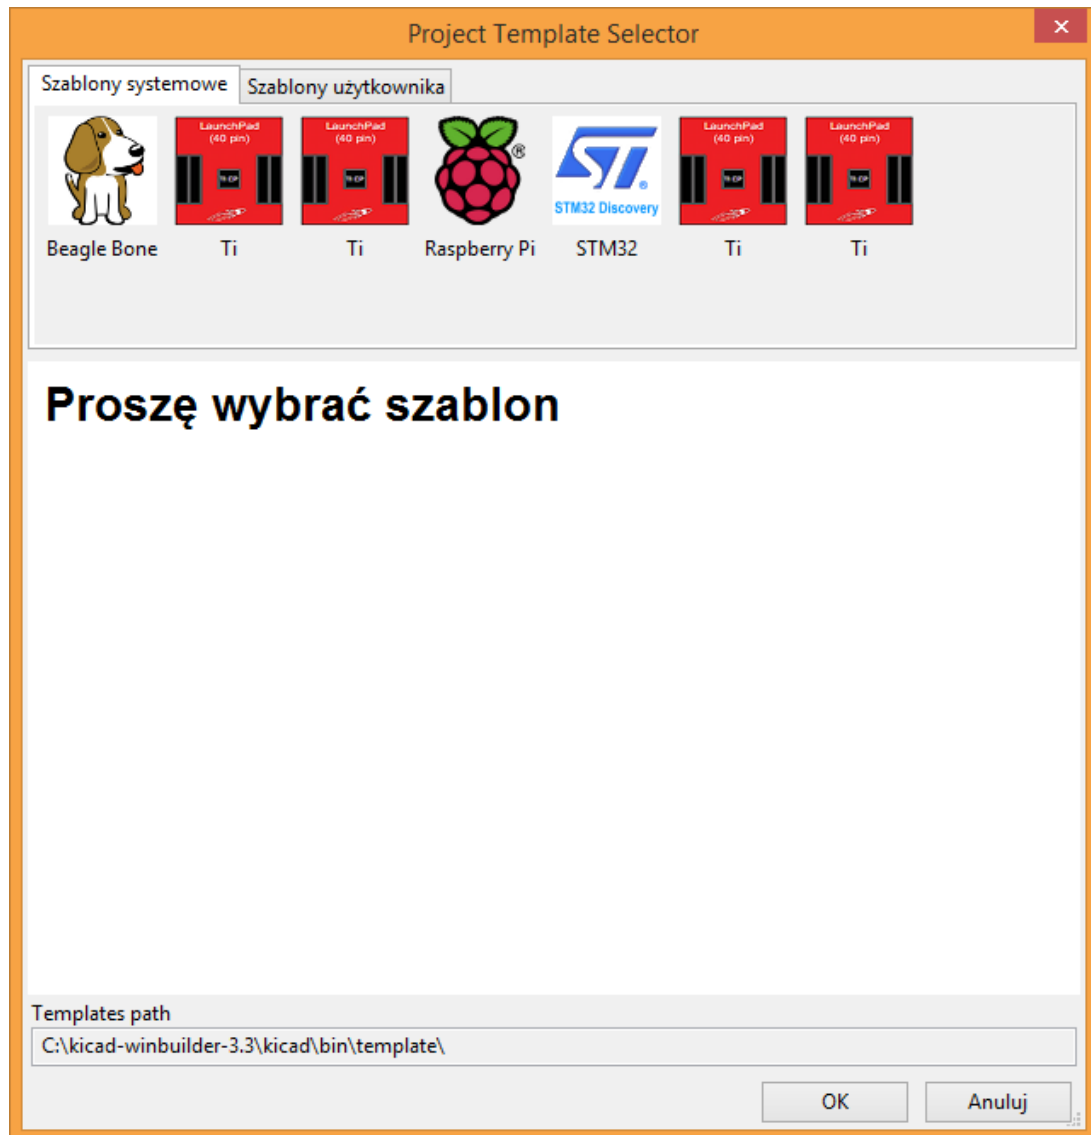 Project Template Selector
Szablony systemowe Szablony użytkownika
LaunchPad (40 pin) LaunchPad (40 pin) ® ST STM32 Discovery LaunchPad (40 pin) LaunchPad (40 pin)
Beagle Bone Ti Ti Raspberry Pi STM32 Ti Ti
Proszę wybrać szablon
Templates path
C:\kicad-winbuilder-3.3\kicad\bin\template\
OK Anuluj